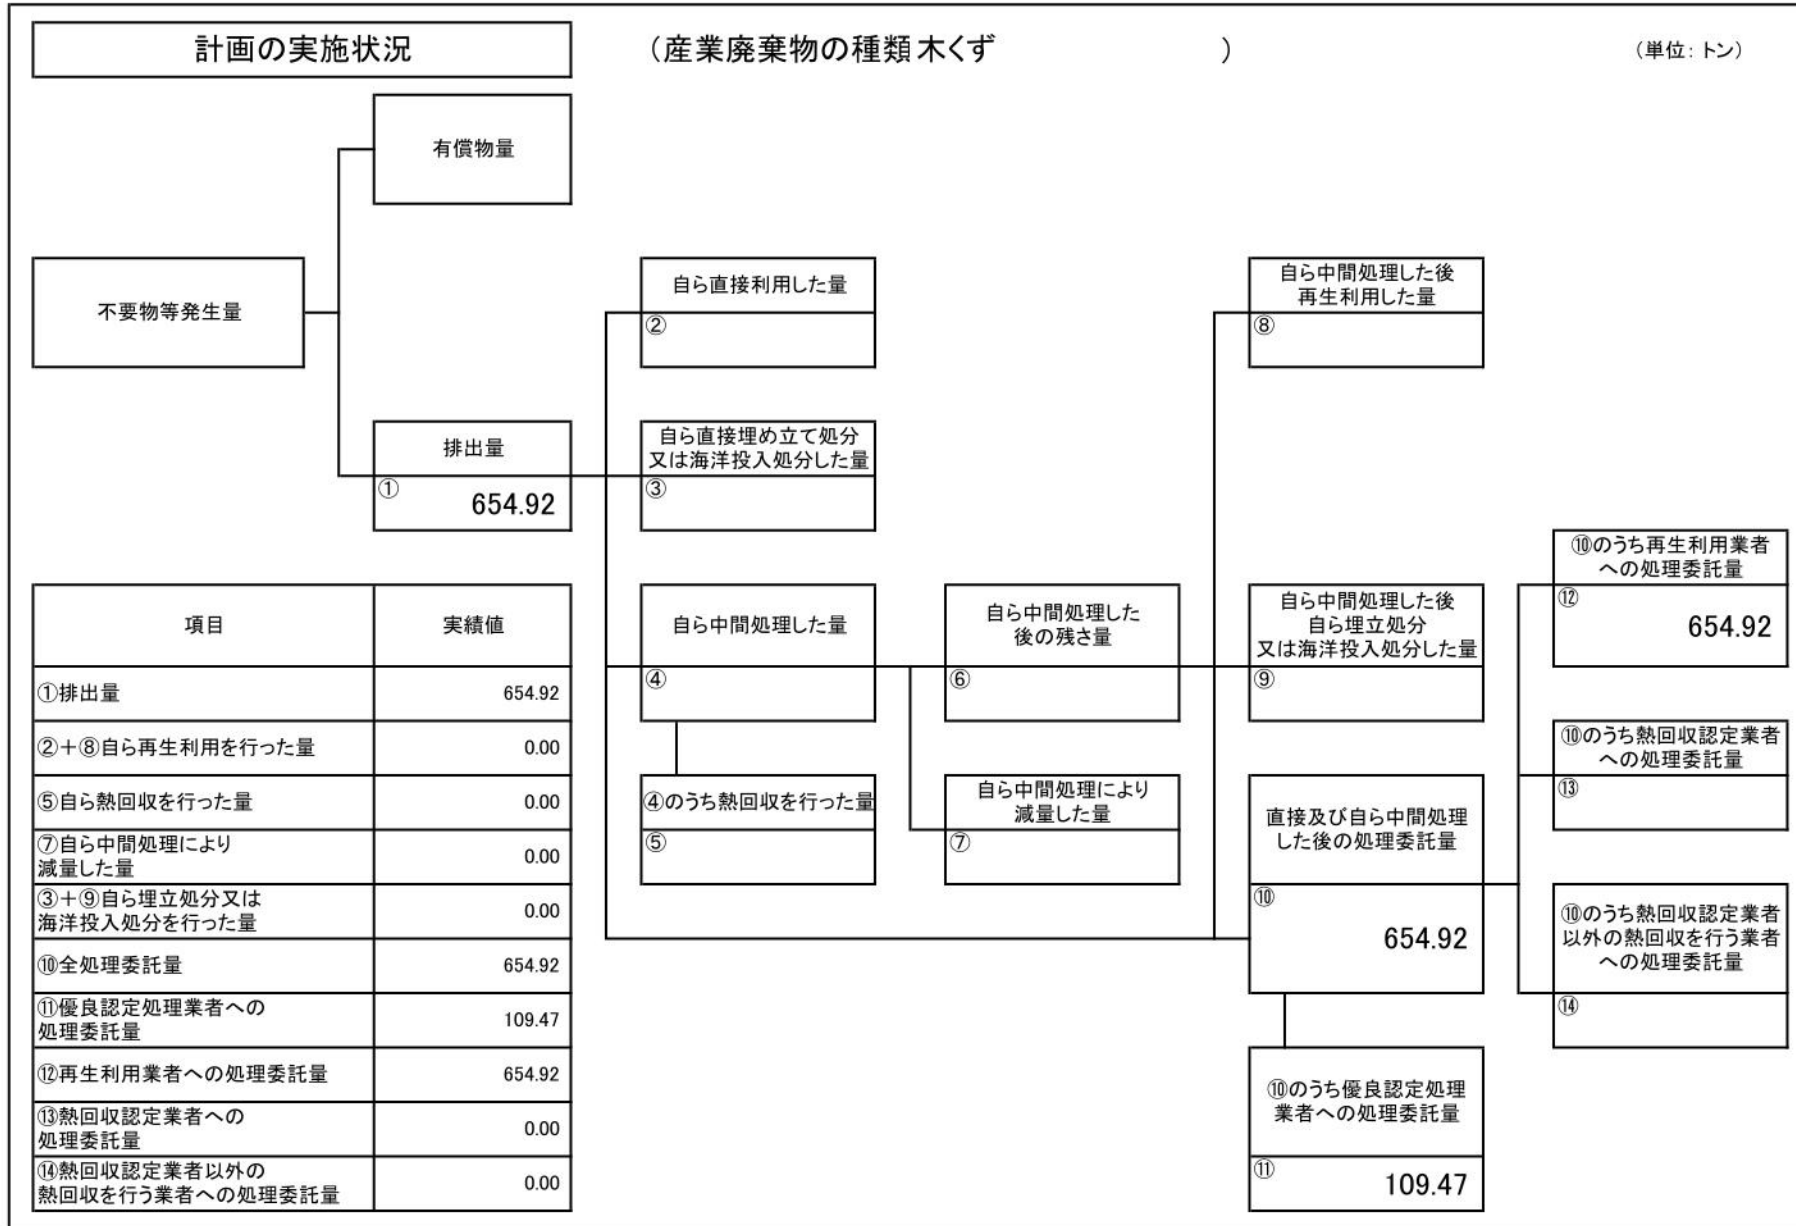 計画の実施状況
（産業廃棄物の種類 木くず　　　　）
（単位：トン）
有償物量
不要物等発生量
自ら直接利用した量
②
自ら中間処理した後
再生利用した量
⑧
排出量
①
654.92
自ら直接埋め立て処分
又は海洋投入処分した量
③
⑩のうち再生利用業者
への処理委託量
⑫
654.92
自ら中間処理した量
④
自ら中間処理した
後の残さ量
⑥
自ら中間処理した後
自ら埋立処分
又は海洋投入処分した量
⑨
⑩のうち熱回収認定業者
への処理委託量
⑬
④のうち熱回収を行った量
⑤
自ら中間処理により
減量した量
⑦
直接及び自ら中間処理
した後の処理委託量
⑩
654.92
⑩のうち熱回収認定業者
以外の熱回収を行う業者
への処理委託量
⑭
⑩のうち優良認定処理
業者への処理委託量
⑪
109.47
項目 実績値
①排出量 654.92
②＋⑧自ら再生利用を行った量 0.00
⑤自ら熱回収を行った量 0.00
⑦自ら中間処理により
減量した量 0.00
③＋⑨自ら埋立処分又は
海洋投入処分を行った量 0.00
⑩全処理委託量 654.92
⑪優良認定処理業者への
処理委託量 109.47
⑫再生利用業者への処理委託量 654.92
⑬熱回収認定業者への
処理委託量 0.00
⑭熱回収認定業者以外の
熱回収を行う業者への処理委託量 0.00